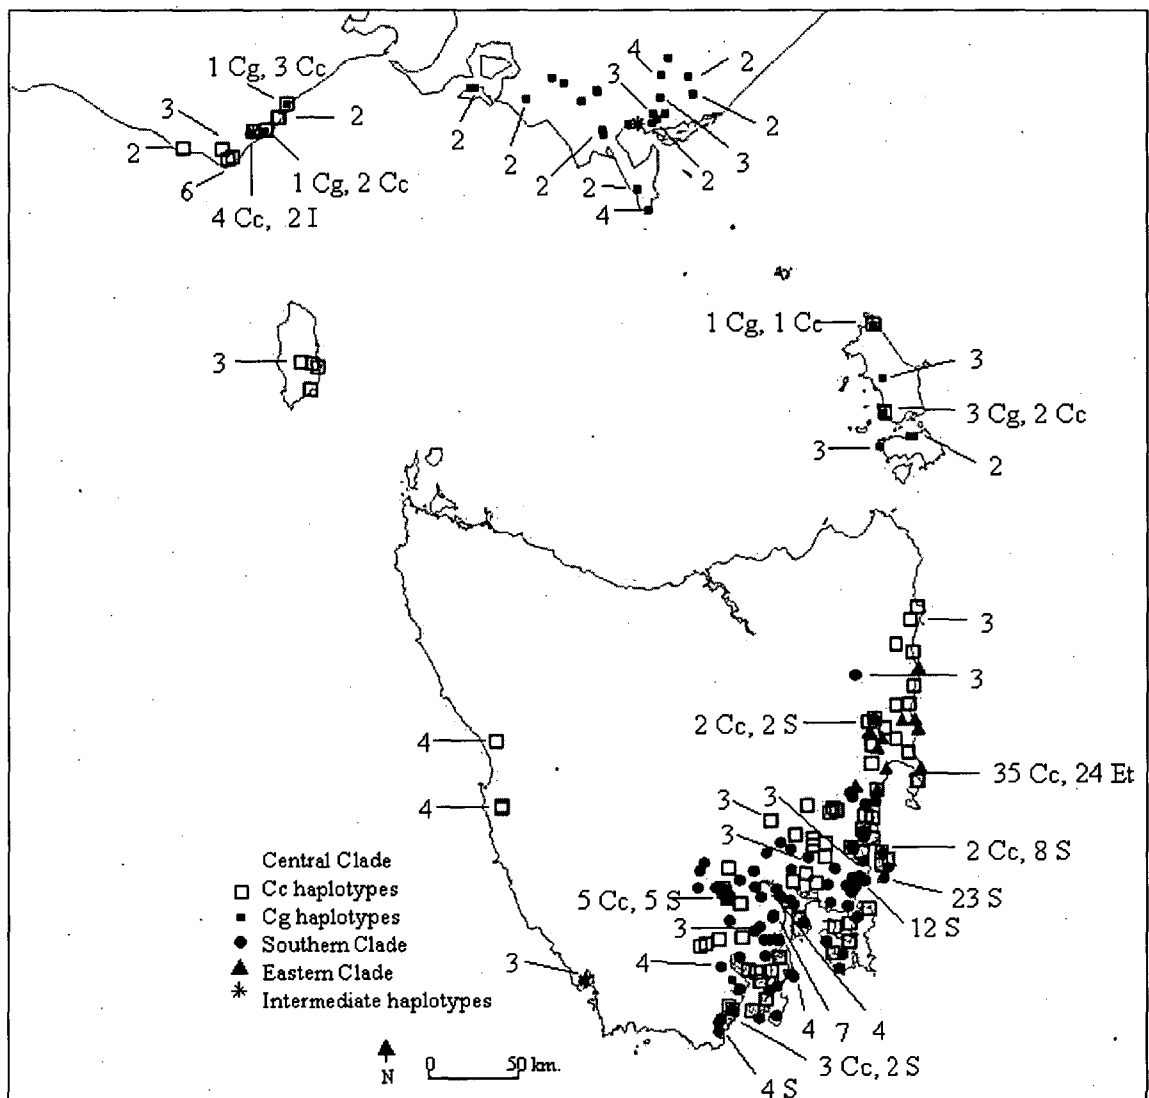 1 Cg, 3 Cc
3
2
2
6
1 Cg, 2 Cc
4 Cc, 2 I
2
2
2
2
2
4
3
4
2
2
3
2
3
1 Cg, 1 Cc
3
3 Cg, 2 Cc
3
2
3
3
2 Cc, 2 S
35 Cc, 24 Et
4
4
3
3
3
2 Cc, 8 S
23 S
5 Cc, 5 S
12 S
3
3
4
4
7
4
3 Cc, 2 S
4 S
Central Clade
Cc haplotypes
Cg haplotypes
Southern Clade
Eastern Clade
Intermediate haplotypes
N
0 50 km.